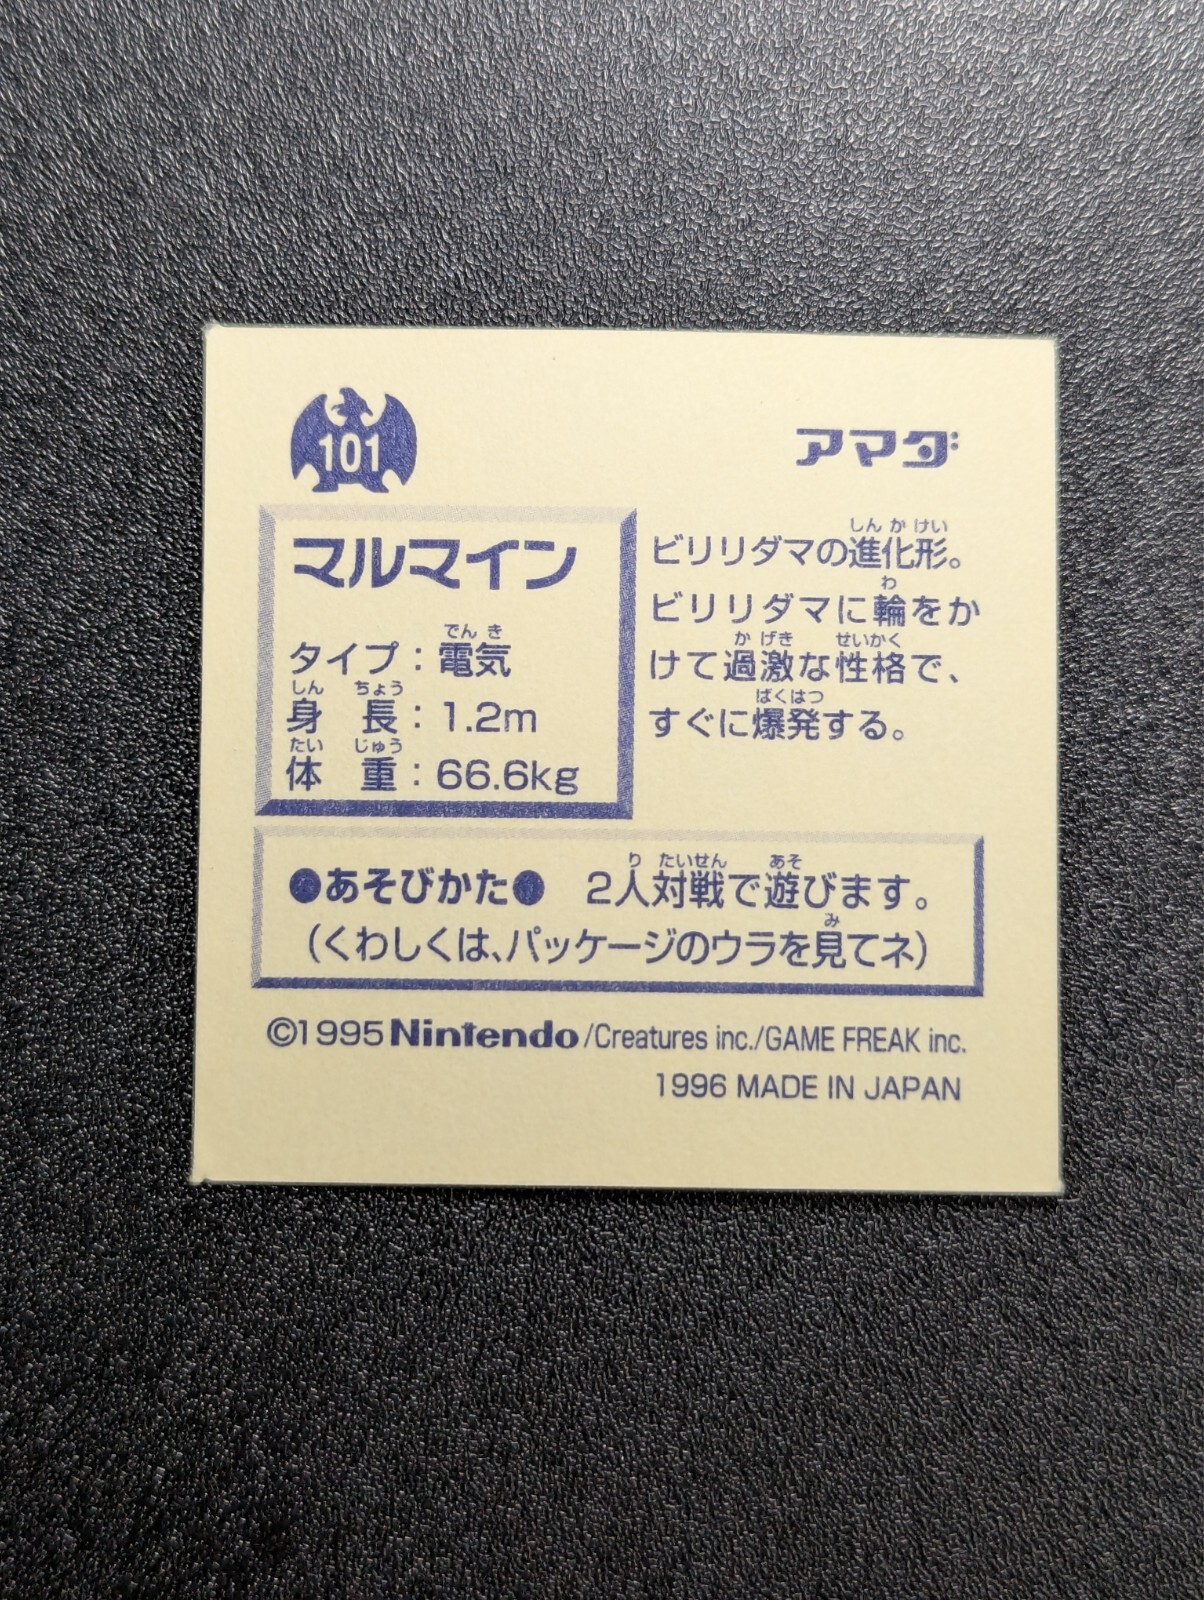 101
アマダ
マルマイン
タイプ：電気
身長：1.2m
体重：66.6kg
ビリリダマの進化形。
ビリリダマに輪をか
けて過激な性格で、
すぐに爆発する。
●あそびかた● 2人対戦で遊びます。
（くわしくは、パッケージのウラを見てネ）
©1995 Nintendo/Creatures inc./GAME FREAK inc.
1996 MADE IN JAPAN